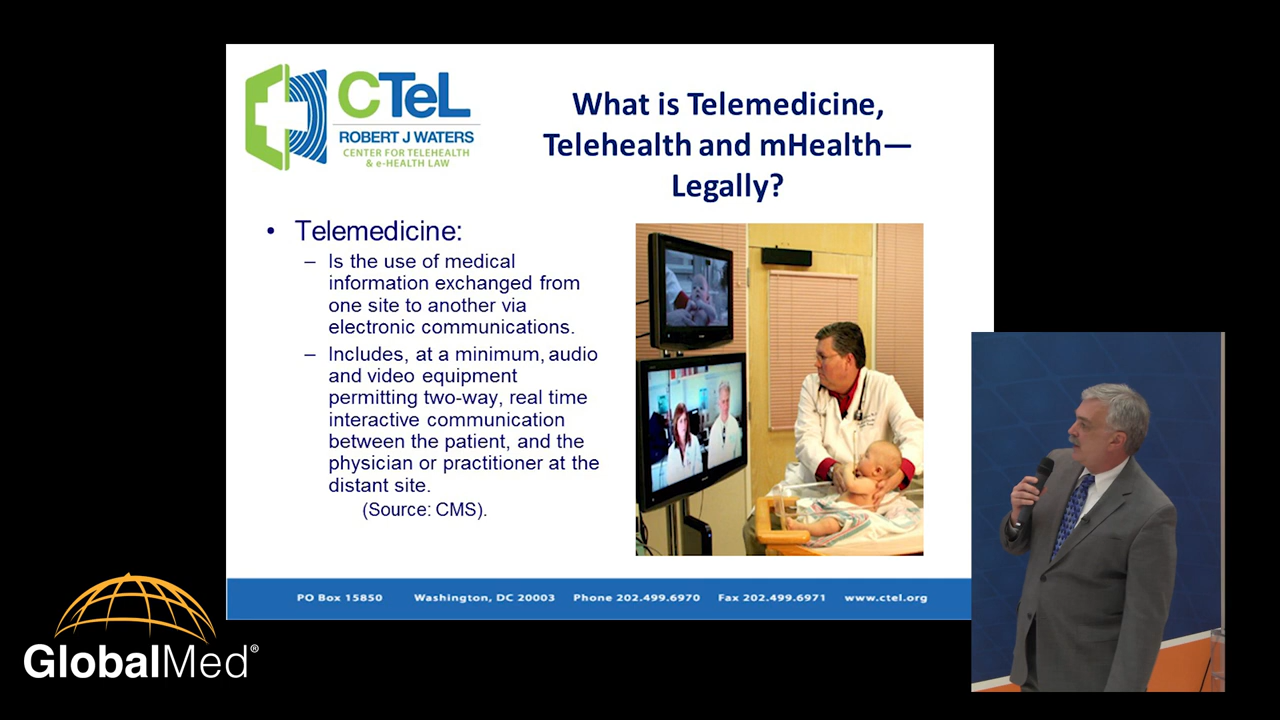 CTeL
ROBERT J WATERS
CENTER FOR TELEHEALTH
& e-HEALTH LAW
What is Telemedicine,
Telehealth and mHealth—
Legally?
• Telemedicine:
– Is the use of medical
information exchanged from
one site to another via
electronic communications.
– Includes, at a minimum, audio
and video equipment
permitting two-way, real time
interactive communication
between the patient, and the
physician or practitioner at the
distant site.
(Source: CMS).
PO Box 15850 Washington, DC 20003 Phone 202.499.6970 Fax 202.499.6971 www.ctel.org
GlobalMed®